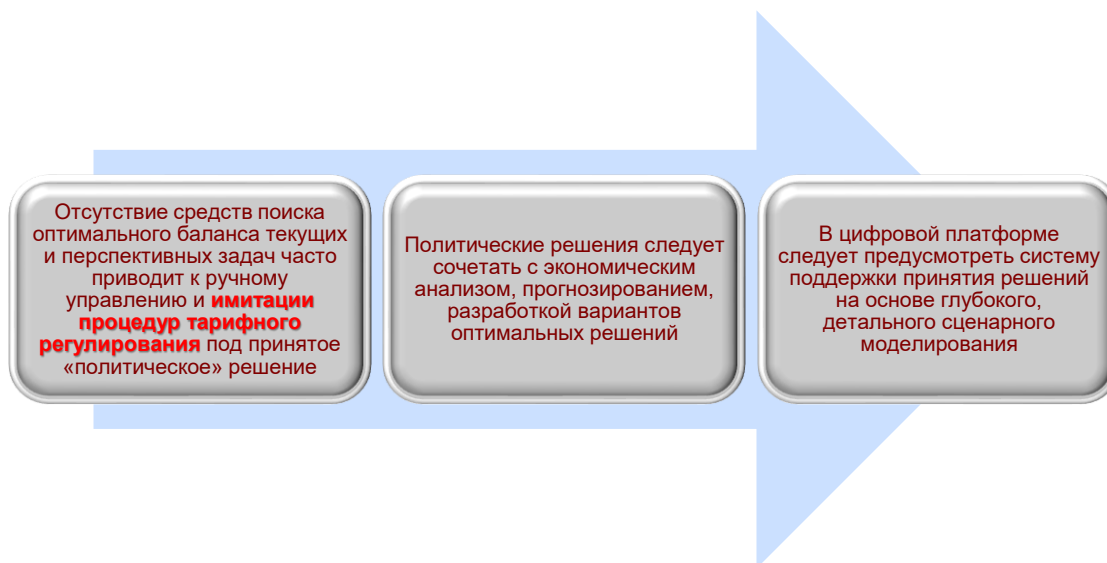 Отсутствие средств поиска
оптимального баланса текущих
и перспективных задач часто
приводит к ручному
управлению и имитации
процедур тарифного
регулирования под принятое
«политическое» решение
Политические решения следует
сочетать с экономическим
анализом, прогнозированием,
разработкой вариантов
оптимальных решений
В цифровой платформе
следует предусмотреть систему
поддержки принятия решений
на основе глубокого,
детального сценарного
моделирования